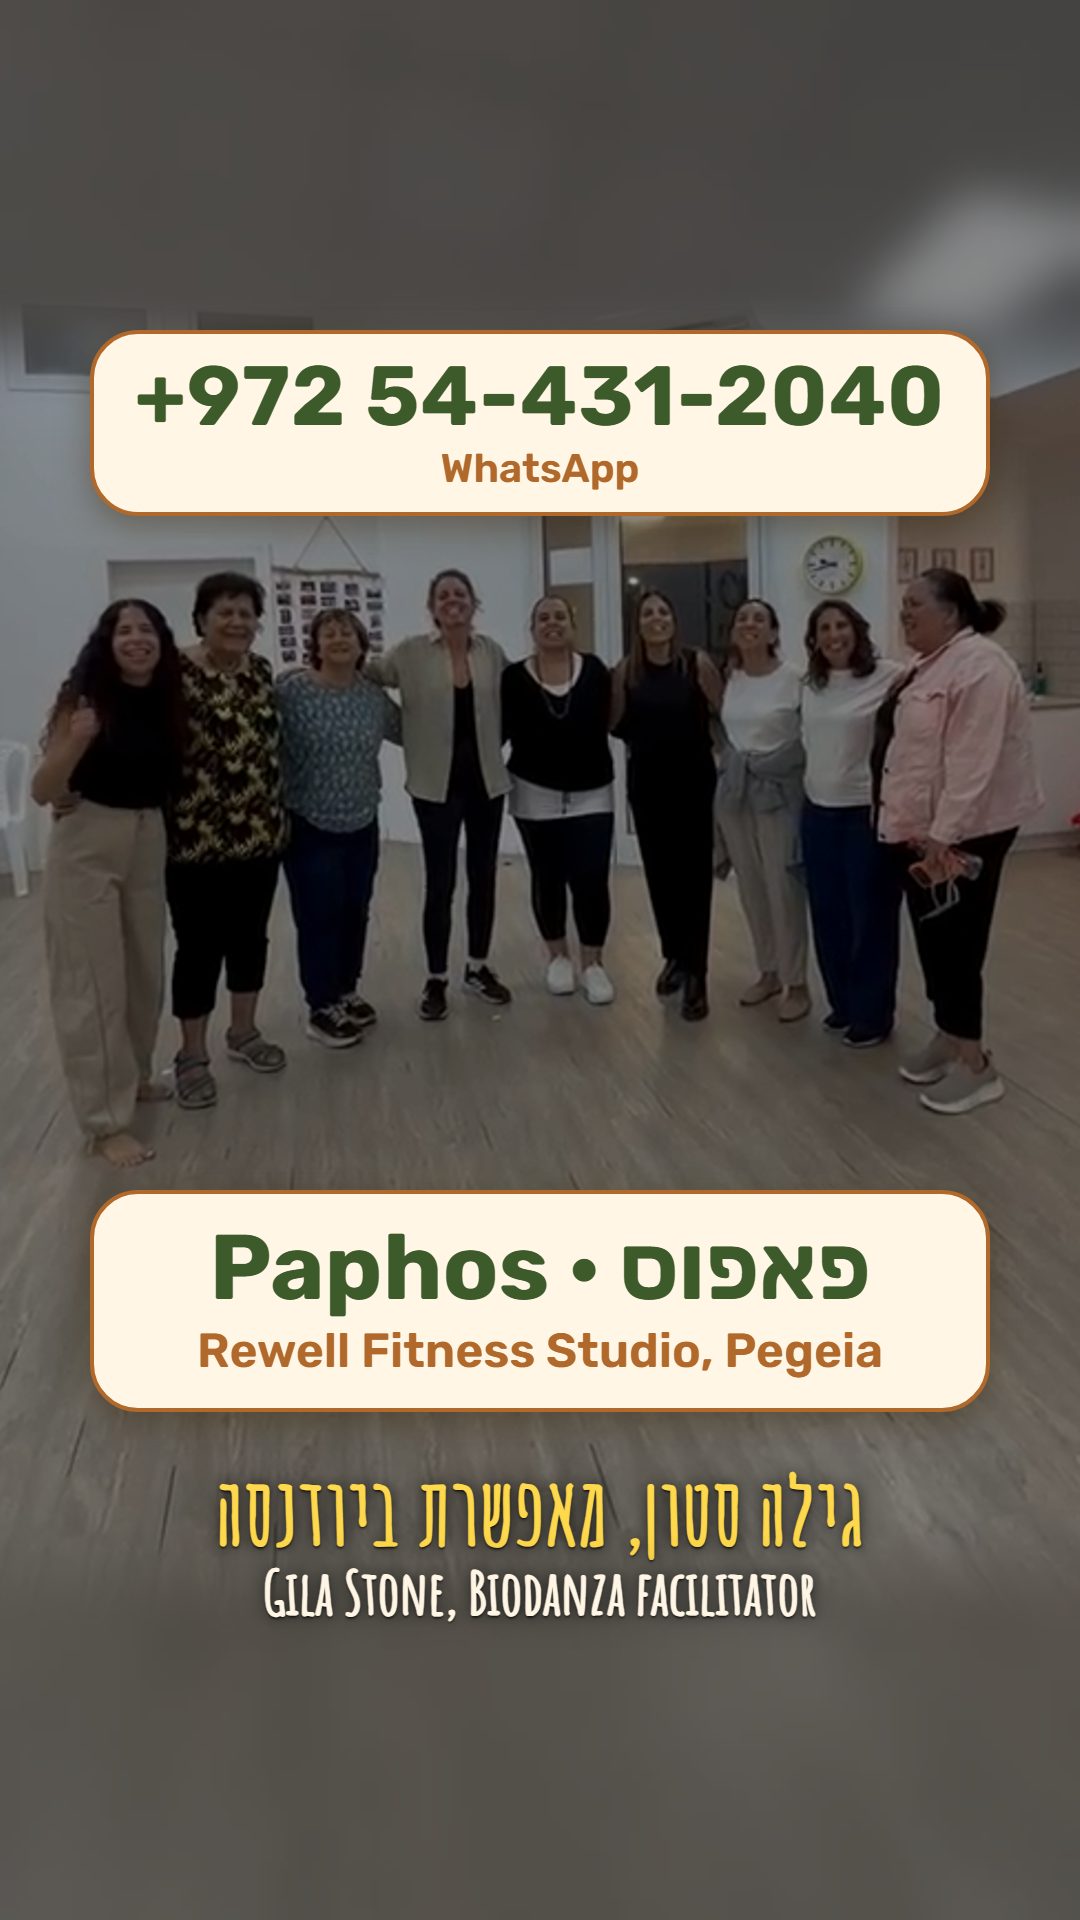 +972 54-431-2040
WhatsApp
Paphos • פאפוס
Rewell Fitness Studio, Pegeia
גילה סטון, מאפשרת ביודנסה
Gila Stone, Biodanza facilitator